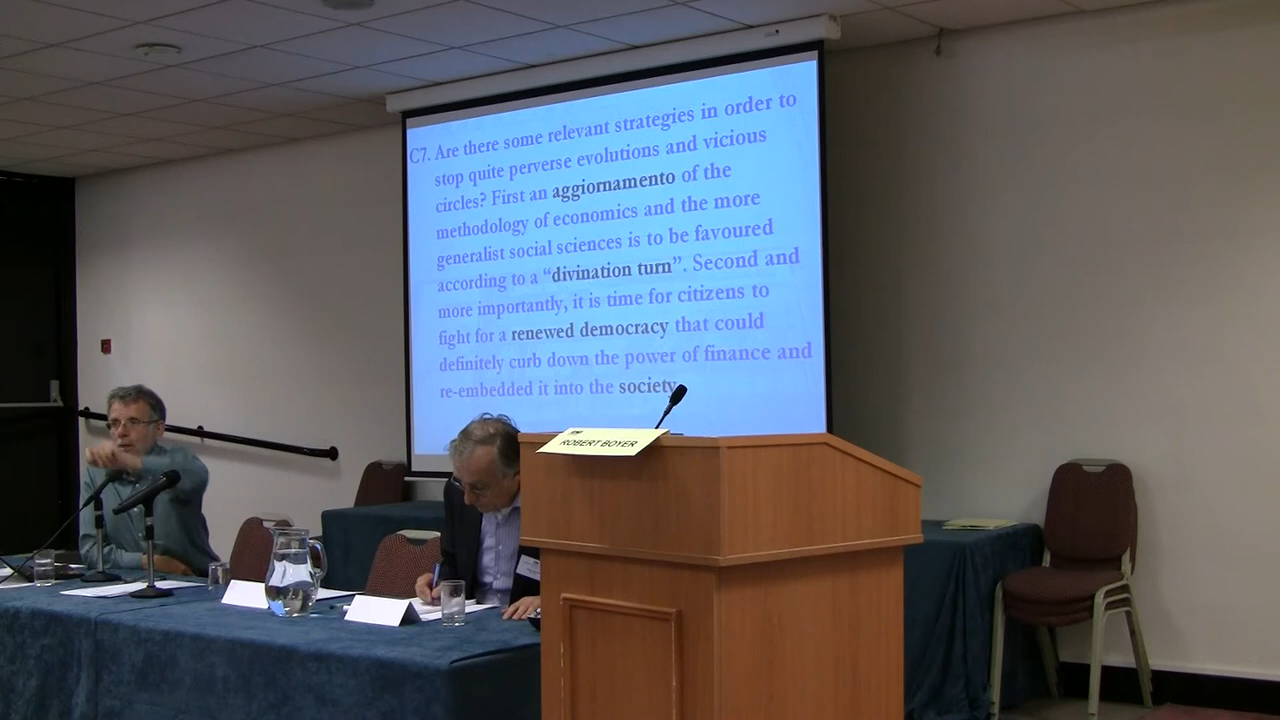 C7. Are there some relevant strategies in order to
stop quite perverse evolutions and vicious
circles? First an aggiornamento of the
methodology of economics and the more
generalist social sciences is to be favoured
according to a “divination turn”. Second and
more importantly, it is time for citizens to
fight for a renewed democracy that could
definitely curb down the power of finance and
re-embedded it into the society
ROBERT BOYER